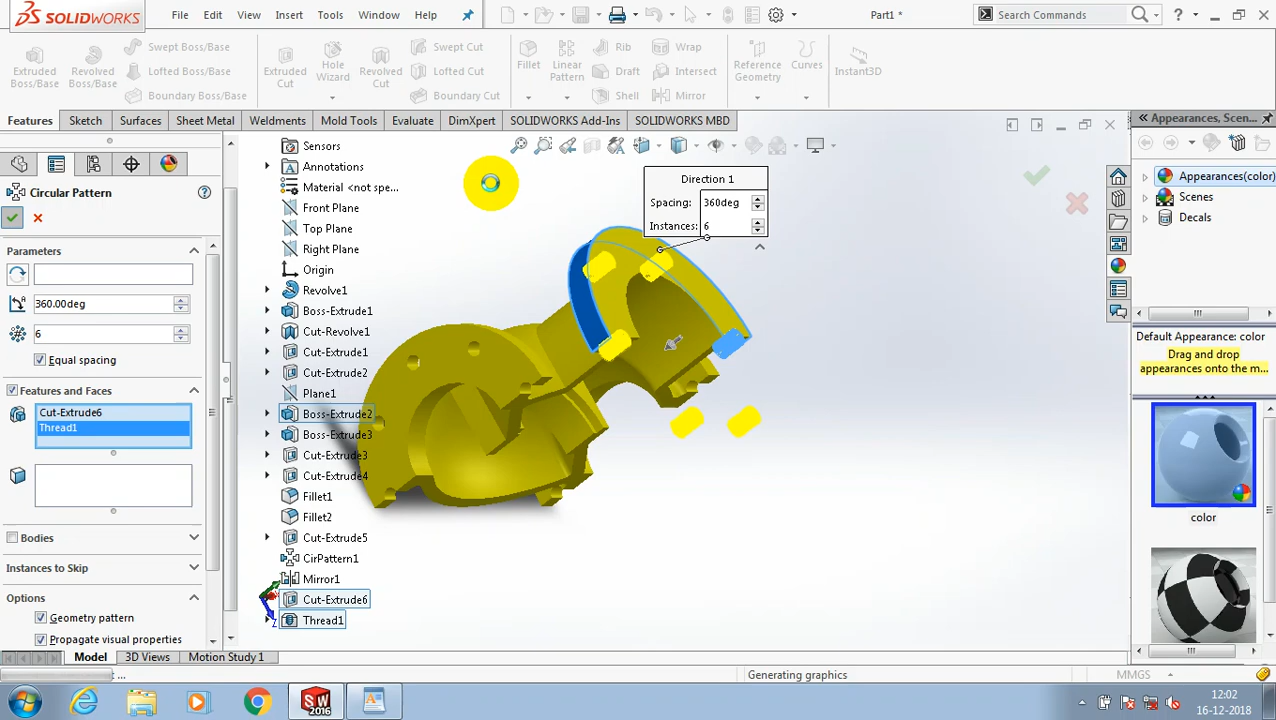 SOLIDWORKS
File Edit View Insert Tools Window Help
Part1 *
Search Commands
Extruded Boss/Base
Revolved Boss/Base
Swept Boss/Base
Lofted Boss/Base
Boundary Boss/Base
Extruded Cut
Hole Wizard
Revolved Cut
Swept Cut
Lofted Cut
Boundary Cut
Fillet
Linear Pattern
Rib
Draft
Shell
Wrap
Intersect
Mirror
Reference Geometry
Curves
Instant3D
Features Sketch Surfaces Sheet Metal Weldments Mold Tools Evaluate DimXpert SOLIDWORKS Add-Ins SOLIDWORKS MBD
Circular Pattern
Parameters
360.00deg
6
Equal spacing
Features and Faces
Cut-Extrude6
Thread1
Bodies
Instances to Skip
Options
Geometry pattern
Propagate visual properties
Sensors
Annotations
Material <not spe...
Front Plane
Top Plane
Right Plane
Origin
Revolve1
Boss-Extrude1
Cut-Revolve1
Cut-Extrude1
Cut-Extrude2
Plane1
Boss-Extrude2
Boss-Extrude3
Cut-Extrude3
Cut-Extrude4
Fillet1
Fillet2
Cut-Extrude5
CirPattern1
Mirror1
Cut-Extrude6
Thread1
Direction 1
Spacing: 360deg
Instances: 6
Appearances, Scen...
Appearances(color)
Scenes
Decals
Default Appearance: color
Drag and drop
appearances onto the m...
color
Model 3D Views Motion Study 1
...
Generating graphics
MMGS
SW
2016
12:02
16-12-2018